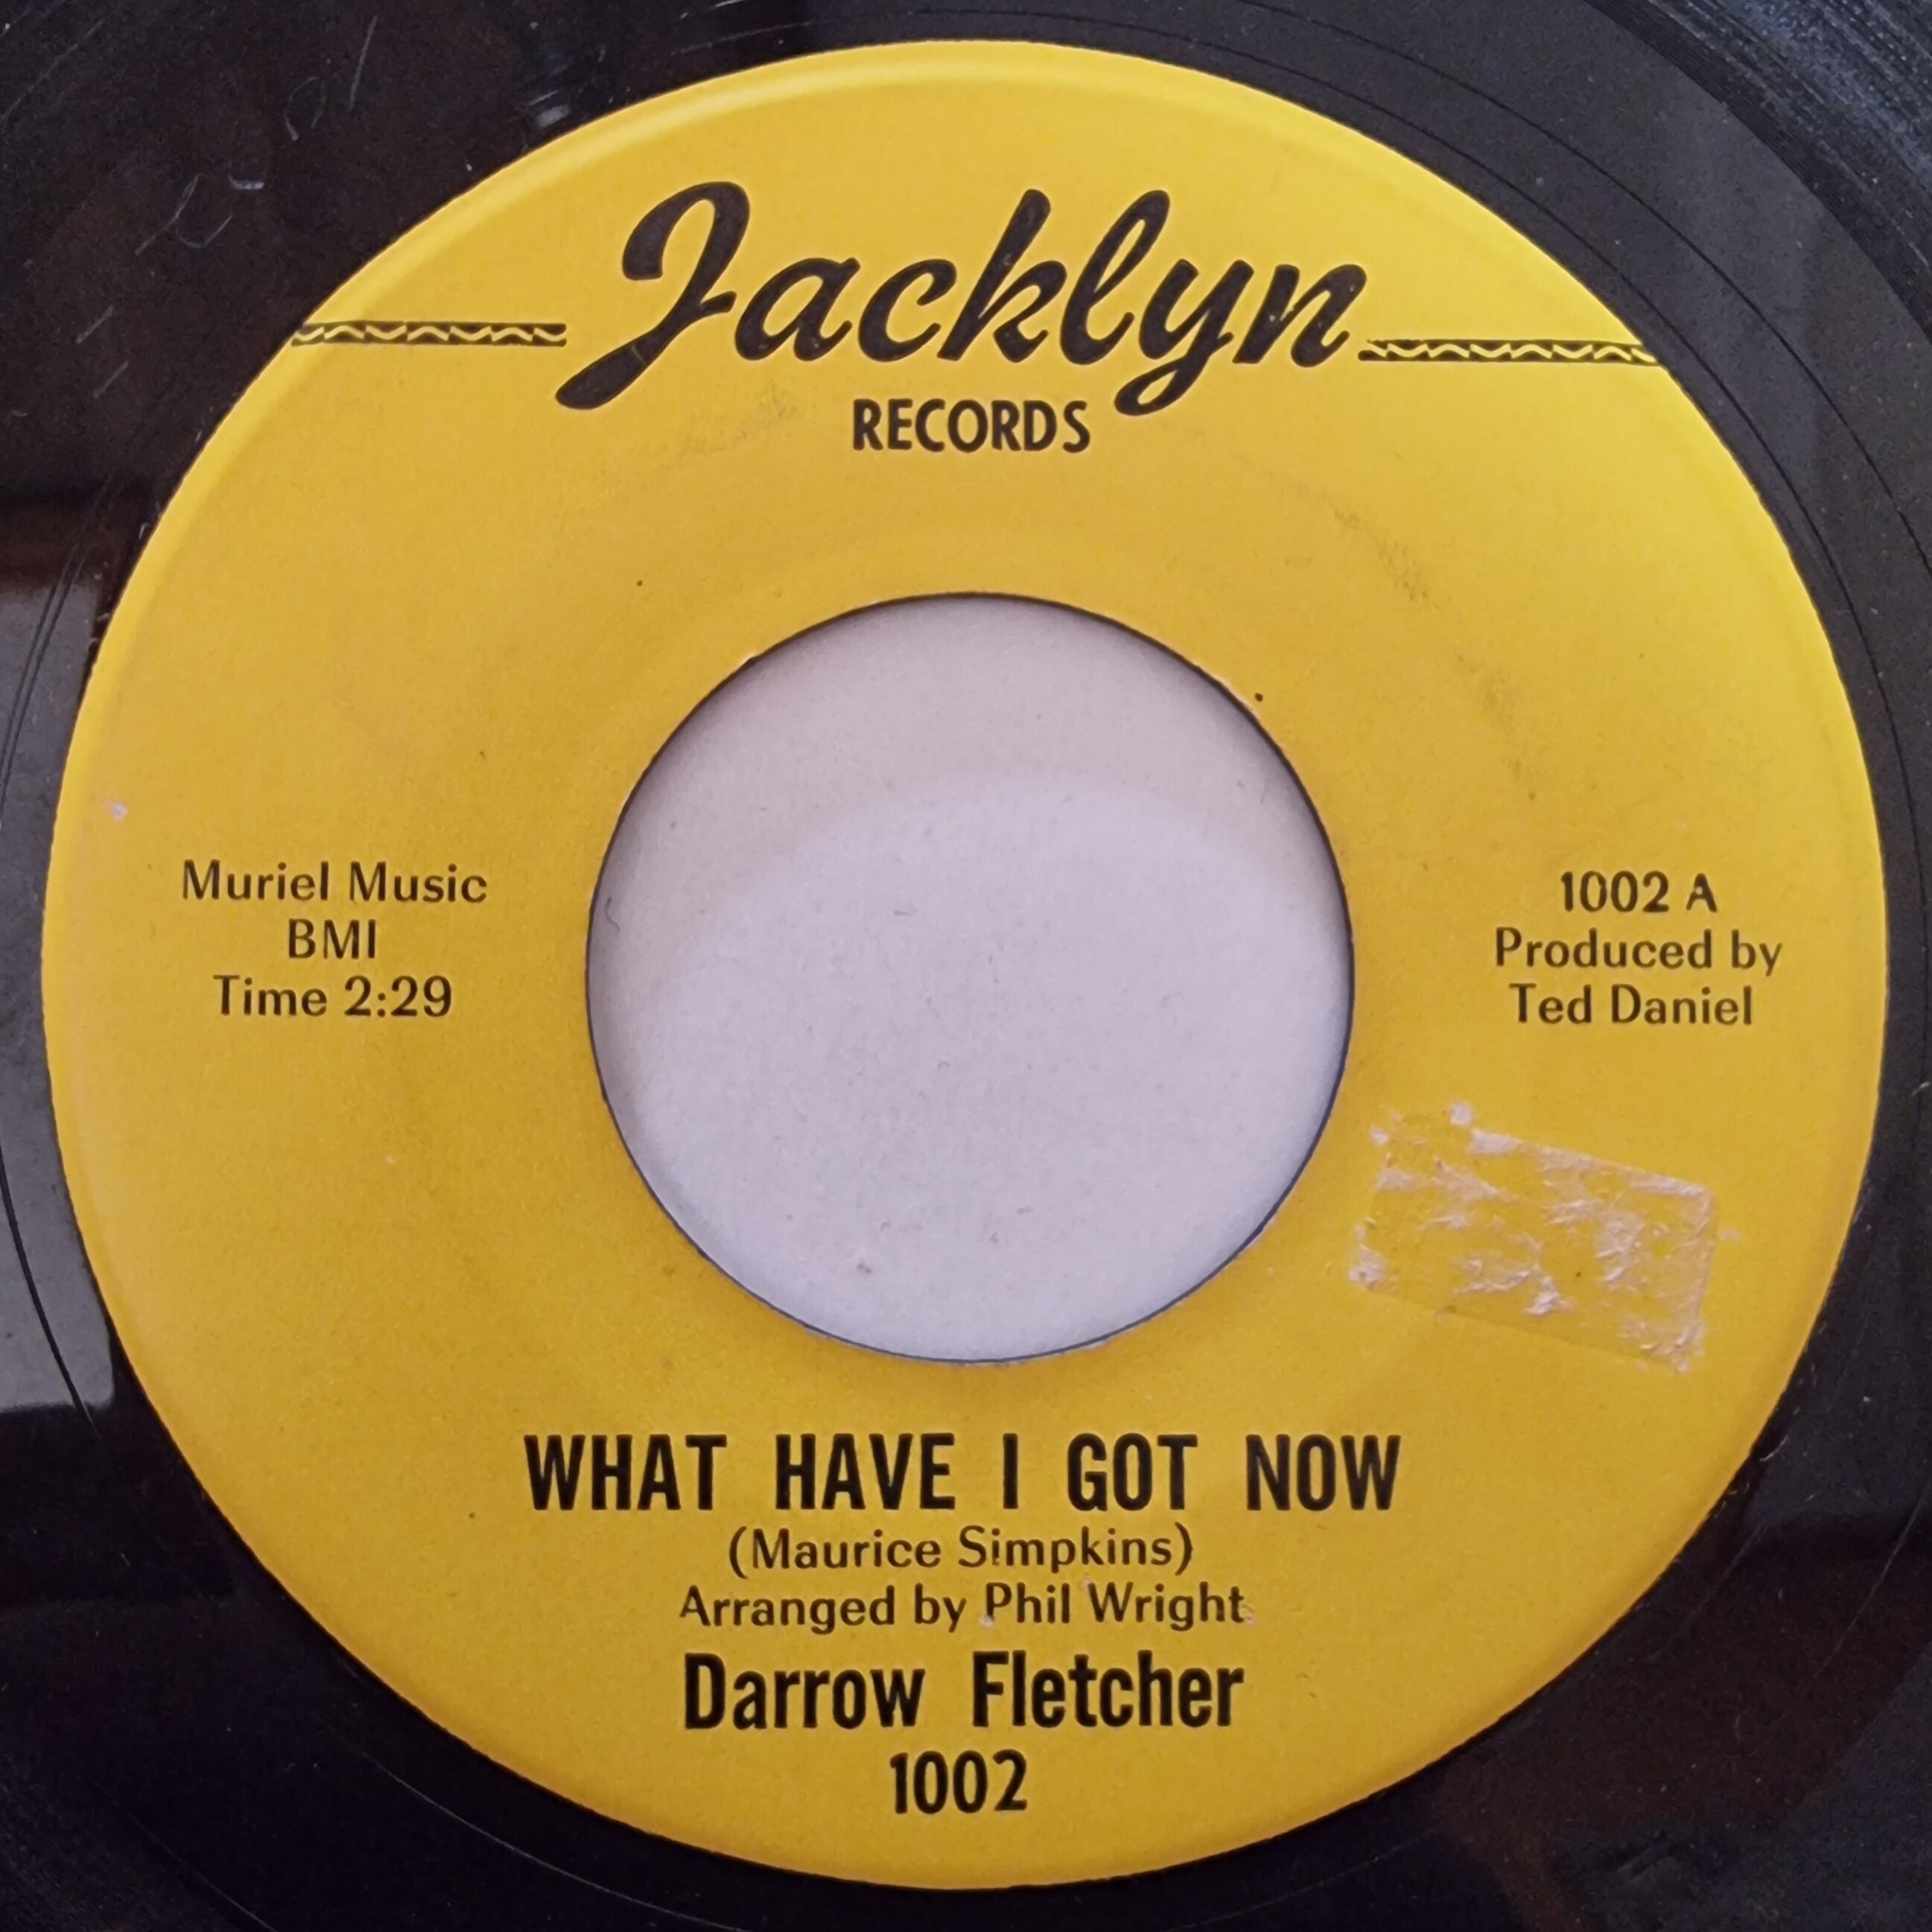 Jacklyn
RECORDS
Muriel Music
BMI
Time 2:29
1002 A
Produced by
Ted Daniel
WHAT HAVE I GOT NOW
(Maurice Simpkins)
Arranged by Phil Wright
Darrow Fletcher
1002